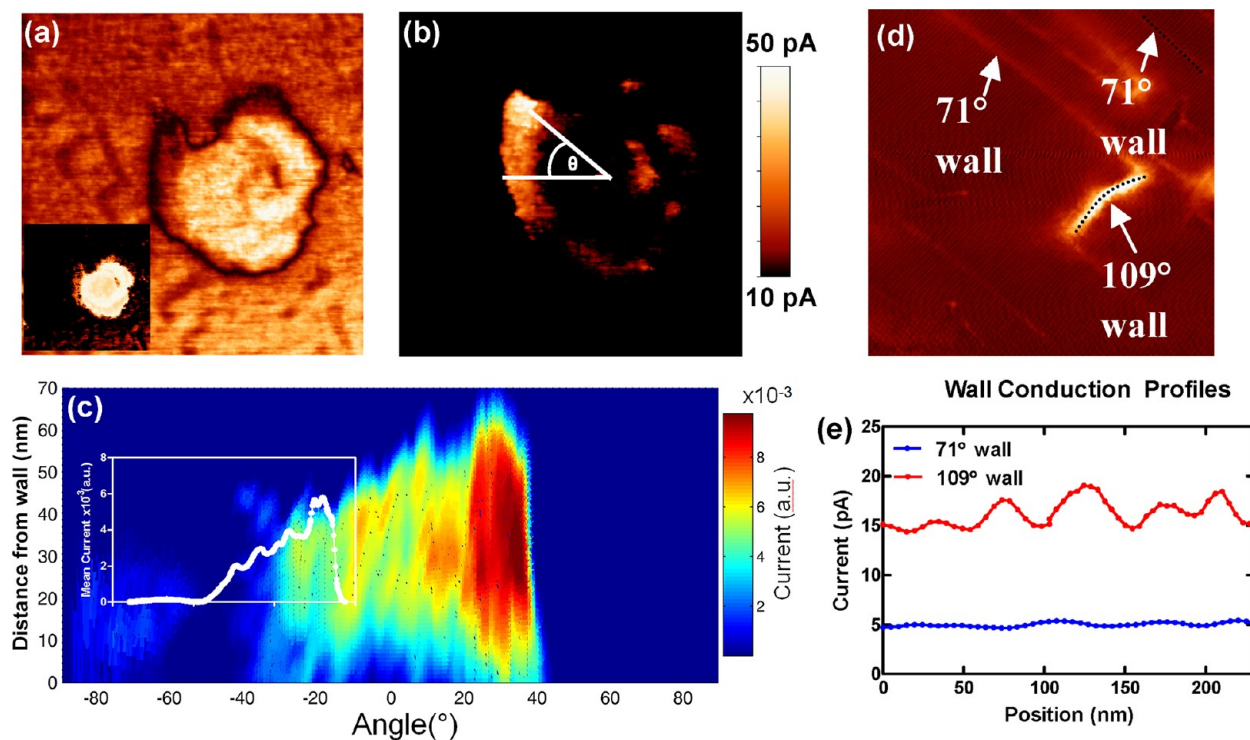 (a)
(b)
θ
50 pA
10 pA
(d)
71°
wall
71°
wall
109°
wall
(c)
Distance from wall (nm)
70
60
50
40
30
20
10
0
Mean Current x10⁻³(a.u.)
8
6
4
2
0
-80
-60
-40
-20
0
20
40
60
80
Angle(°)
x10⁻³
8
6
4
2
Current (a.u.)
Wall Conduction Profiles
(e)
71° wall
109° wall
Current (pA)
25
20
15
10
5
0
0
50
100
150
200
Position (nm)